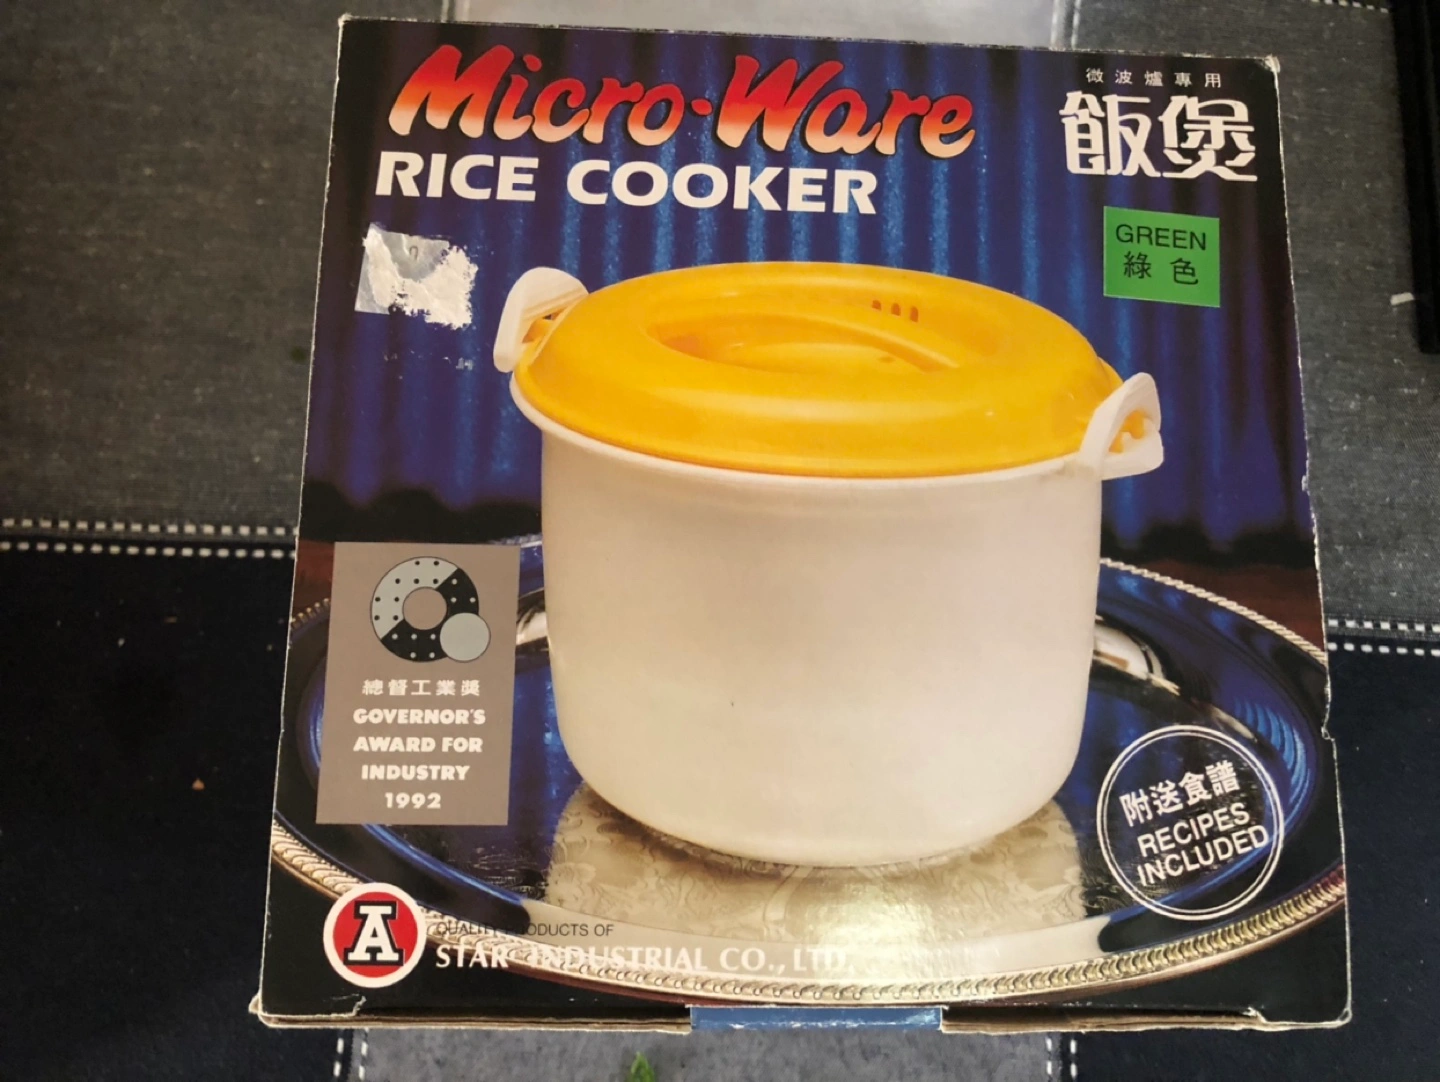 Micro-Ware
RICE COOKER
微波爐專用
飯煲
GREEN
綠色
總督工業獎
GOVERNOR'S
AWARD FOR
INDUSTRY
1992
附送食譜
RECIPES
INCLUDED
A
QUALITY PRODUCTS OF
STAR INDUSTRIAL CO., LTD.